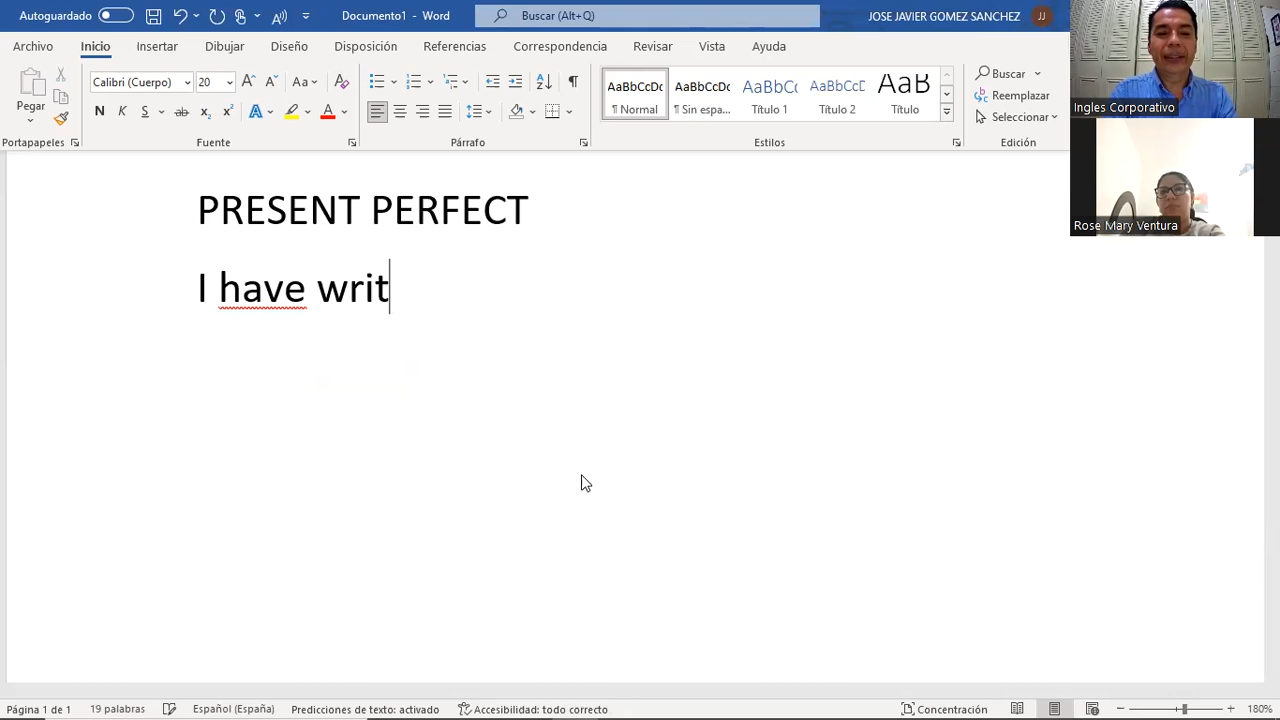 Autoguardado
Documento1 - Word
Buscar (Alt+Q)
JOSE JAVIER GOMEZ SANCHEZ
JJ
Archivo Inicio Insertar Dibujar Diseño Disposición Referencias Correspondencia Revisar Vista Ayuda
Pegar
Portapapeles
Calibri (Cuerpo) 20
N K S
Fuente
Párrafo
AaBbCcDc AaBbCcDc AaBbCc AaBbCcD AaB
¶ Normal ¶ Sin espa... Título 1 Título 2 Título
Estilos
Buscar
Reemplazar
Seleccionar
Edición
Ingles Corporativo
Rose Mary Ventura
PRESENT PERFECT
I have writ
Página 1 de 1 19 palabras Español (España) Predicciones de texto: activado Accesibilidad: todo correcto Concentración 180%